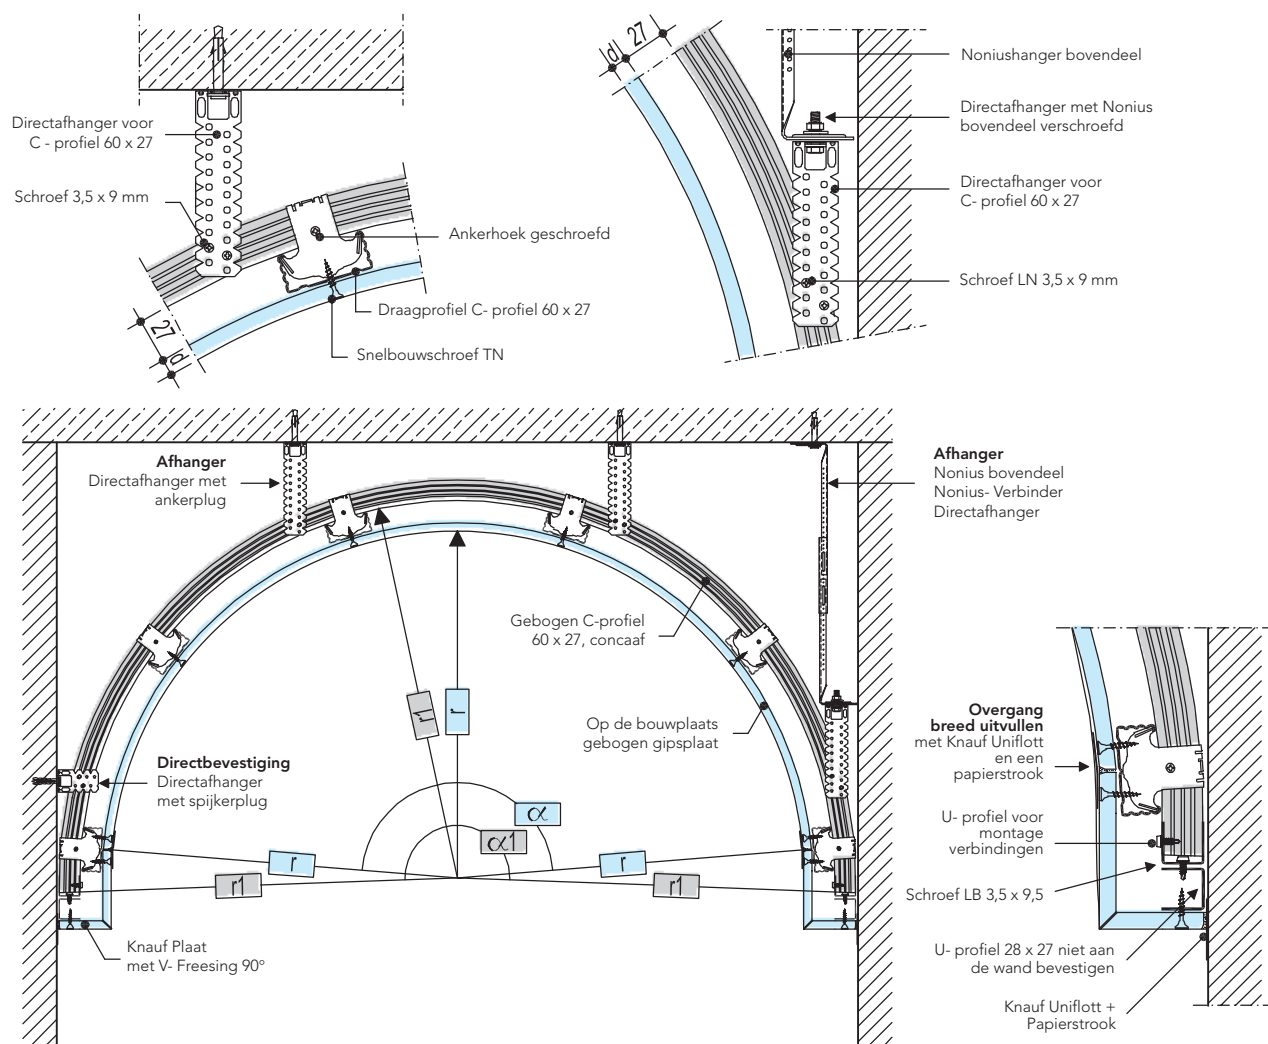 Directafhanger voor
C - profiel 60 x 27
Schroef 3,5 x 9 mm
Ankerhoek geschroefd
Draagprofiel C- profiel 60 x 27
Snelbouwschroef TN
27
d
d
27
Noniushanger bovendeel
Directafhanger met Nonius
bovendeel verschroefd
Directafhanger voor
C- profiel 60 x 27
Schroef LN 3,5 x 9 mm
Afhanger
Directafhanger met
ankerplug
Afhanger
Nonius bovendeel
Nonius- Verbinder
Directafhanger
Gebogen C-profiel
60 x 27, concaaf
r1
r
Op de bouwplaats
gebogen gipsplaat
Directbevestiging
Directafhanger
met spijkerplug
α
α1
r
r
r1
r1
Knauf Plaat
met V- Freesing 90°
Overgang
breed uitvullen
met Knauf Uniflott
en een
papierstrook
U- profiel voor
montage
verbindingen
Schroef LB 3,5 x 9,5
U- profiel 28 x 27 niet aan
de wand bevestigen
Knauf Uniflott +
Papierstrook